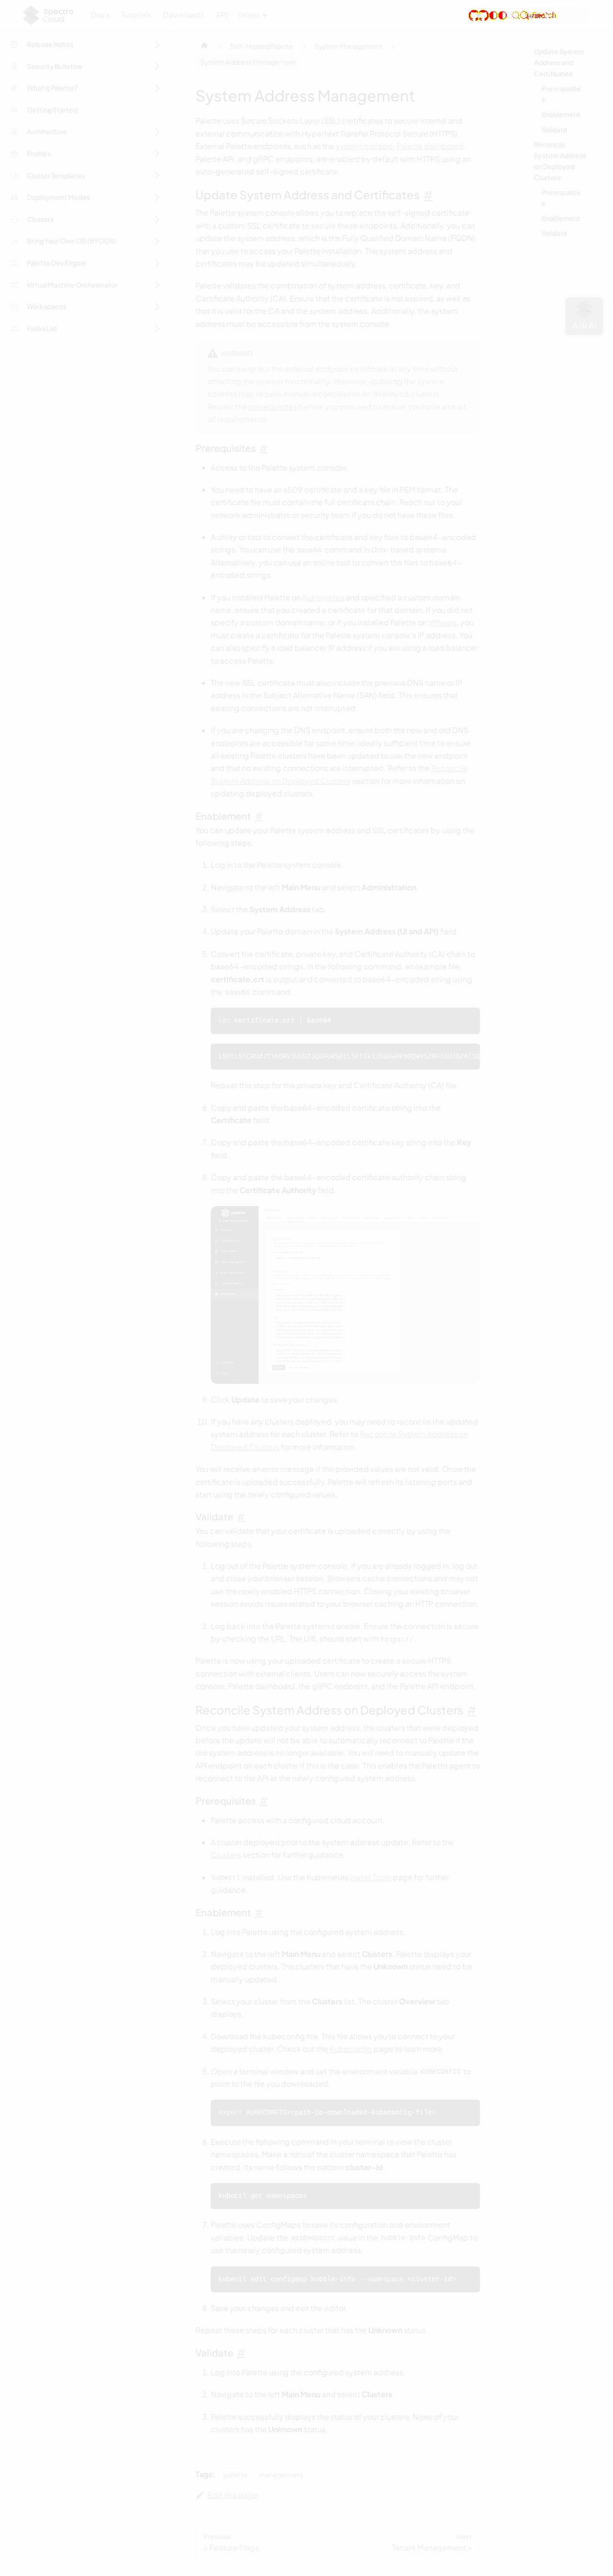 Spectro Cloud
Docs Tutorials Downloads API
Release Notes
Security Bulletins
What is Palette?
Getting Started
Architecture
Profiles
Cluster Templates
Deployment Modes
Clusters
Bring Your Own OS (BYOOS)
Palette Dev Engine
Virtual Machine Orchestrator
Workspaces
Packs List
Self-Hosted Palette
System Management
System Address Management
System Address Management
Palette uses Secure Sockets Layer (SSL) certificates to secure internal and
external communication with Hypertext Transfer Protocol Secure (HTTPS).
External Palette endpoints, such as the system console, Palette dashboard,
Palette API, and gRPC endpoints, are enabled by default with HTTPS using an
auto-generated self-signed certificate.
Update System Address and Certificates #
The Palette system console allows you to replace the self-signed certificate
with a custom SSL certificate to secure these endpoints. Additionally, you can
update the system address, which is the Fully Qualified Domain Name (FQDN)
that you use to access your Palette installation. The system address and
certificates may be updated simultaneously.
Palette validates the combination of system address, certificate, key, and
Certificate Authority (CA). Ensure that the certificate is not expired, as well as
that it is valid for the CA and the system address. Additionally, the system
address must be accessible from the system console.
WARNING
You can swap out the external endpoint certificate at any time without
affecting the system functionality. However, updating the system
address may require manual reconciliation on deployed clusters.
Review the prerequisites before you proceed to ensure you have all met
all requirements.
Prerequisites #
Access to the Palette system console.
You need to have an x509 certificate and a key file in PEM format. The
certificate file must contain the full certificate chain. Reach out to your
network administrator or security team if you do not have these files.
A utility or tool to convert the certificate and key files to base64-encoded
strings. You can use the base64 command in Unix-based systems.
Alternatively, you can use an online tool to convert the files to base64-
encoded strings.
If you installed Palette on Kubernetes and specified a custom domain
name, ensure that you created a certificate for that domain. If you did not
specify a custom domain name, or if you installed Palette on VMware, you
must create a certificate for the Palette system console's IP address. You
can also specify a load balancer IP address if you are using a load balancer
to access Palette.
The new SSL certificate must also include the previous DNS name or IP
address in the Subject Alternative Name (SAN) field. This ensures that
existing connections are not interrupted.
If you are changing the DNS endpoint, ensure both the new and old DNS
endpoints are accessible for some time, ideally sufficient time to ensure
all existing Palette clusters have been updated to use the new endpoint
and that no existing connections are interrupted. Refer to the Reconcile
System Address on Deployed Clusters section for more information on
updating deployed clusters.
Enablement #
You can update your Palette system address and SSL certificates by using the
following steps.
1. Log in to the Palette system console.
2. Navigate to the left Main Menu and select Administration.
3. Select the System Address tab.
4. Update your Palette domain in the System Address (UI and API) field.
5. Convert the certificate, private key, and Certificate Authority (CA) chain to
base64-encoded strings. In the following command, an example file,
certificate.crt is output and converted to base64-encoded string using
the base64 command.
cat certificate.crt | base64
Repeat this step for the private key and Certificate Authority (CA) file.
6. Copy and paste the base64-encoded certificate string into the
Certificate field.
7. Copy and paste the base64-encoded certificate key string into the Key
field.
8. Copy and paste the base64-encoded certificate authority chain string
into the Certificate Authority field.
9. Click Update to save your changes.
10. If you have any clusters deployed, you may need to reconcile the updated
system address for each cluster. Refer to Reconcile System Address on
Deployed Clusters for more information.
You will receive an error message if the provided values are not valid. Once the
certificate is uploaded successfully, Palette will refresh its listening ports and
start using the newly configured values.
Validate #
You can validate that your certificate is uploaded correctly by using the
following steps.
1. Log out of the Palette system console. If you are already logged in, log out
and close your browser session. Browsers cache connections and may not
use the newly enabled HTTPS connection. Closing your existing browser
session avoids issues related to your browser caching an HTTP connection.
2. Log back into the Palette system console. Ensure the connection is secure
by checking the URL. The URL should start with https://.
Palette is now using your uploaded certificate to create a secure HTTPS
connection with external clients. Users can now securely access the system
console, Palette dashboard, the gRPC endpoint, and the Palette API endpoint.
Reconcile System Address on Deployed Clusters #
Once you have updated your system address, the clusters that were deployed
before the update will not be able to automatically reconnect to Palette if the
old system address is no longer available. You will need to manually update the
API endpoint on each cluster if this is the case. This enables the Palette agent to
reconnect to the API at the newly configured system address.
Prerequisites #
Palette access with a configured cloud account.
A cluster deployed prior to the system address update. Refer to the
Clusters section for further guidance.
kubectl installed. Use the Kubernetes Install Tools page for further
guidance.
Enablement #
1. Log into Palette using the configured system address.
2. Navigate to the left Main Menu and select Clusters. Palette displays your
deployed clusters. The clusters that have the Unknown status need to be
manually updated.
3. Select your cluster from the Clusters list. The cluster Overview tab
displays.
4. Download the kubeconfig file. This file allows you to connect to your
deployed cluster. Check out the Kubeconfig page to learn more.
5. Open a terminal window and set the environment variable KUBECONFIG to
point to the file you downloaded.
export KUBECONFIG=<path-to-downloaded-kubeconfig-file>
6. Execute the following command in your terminal to view the cluster
namespaces. Make a note of the cluster namespace that Palette has
created. Its name follows the pattern cluster-id.
kubectl get namespaces
7. Palette uses ConfigMaps to save its configuration and environment
variables. Update the apiEndpoint value in the hubble-info ConfigMap to
use the newly configured system address.
kubectl edit configmap hubble-info --namespace <cluster-id>
8. Save your changes and exit the editor.
Repeat these steps for each cluster that has the Unknown status.
Validate #
1. Log into Palette using the configured system address.
2. Navigate to the left Main Menu and select Clusters.
3. Palette successfully displays the status of your clusters. None of your
clusters has the Unknown status.
Tags: palette management
Edit this page
Previous
« Feature Flags
Next
Tenant Management »
Update System
Address and
Certificates
Prerequisite
s
Enablement
Validate
Reconcile
System Address
on Deployed
Clusters
Prerequisite
s
Enablement
Validate
Ask AI